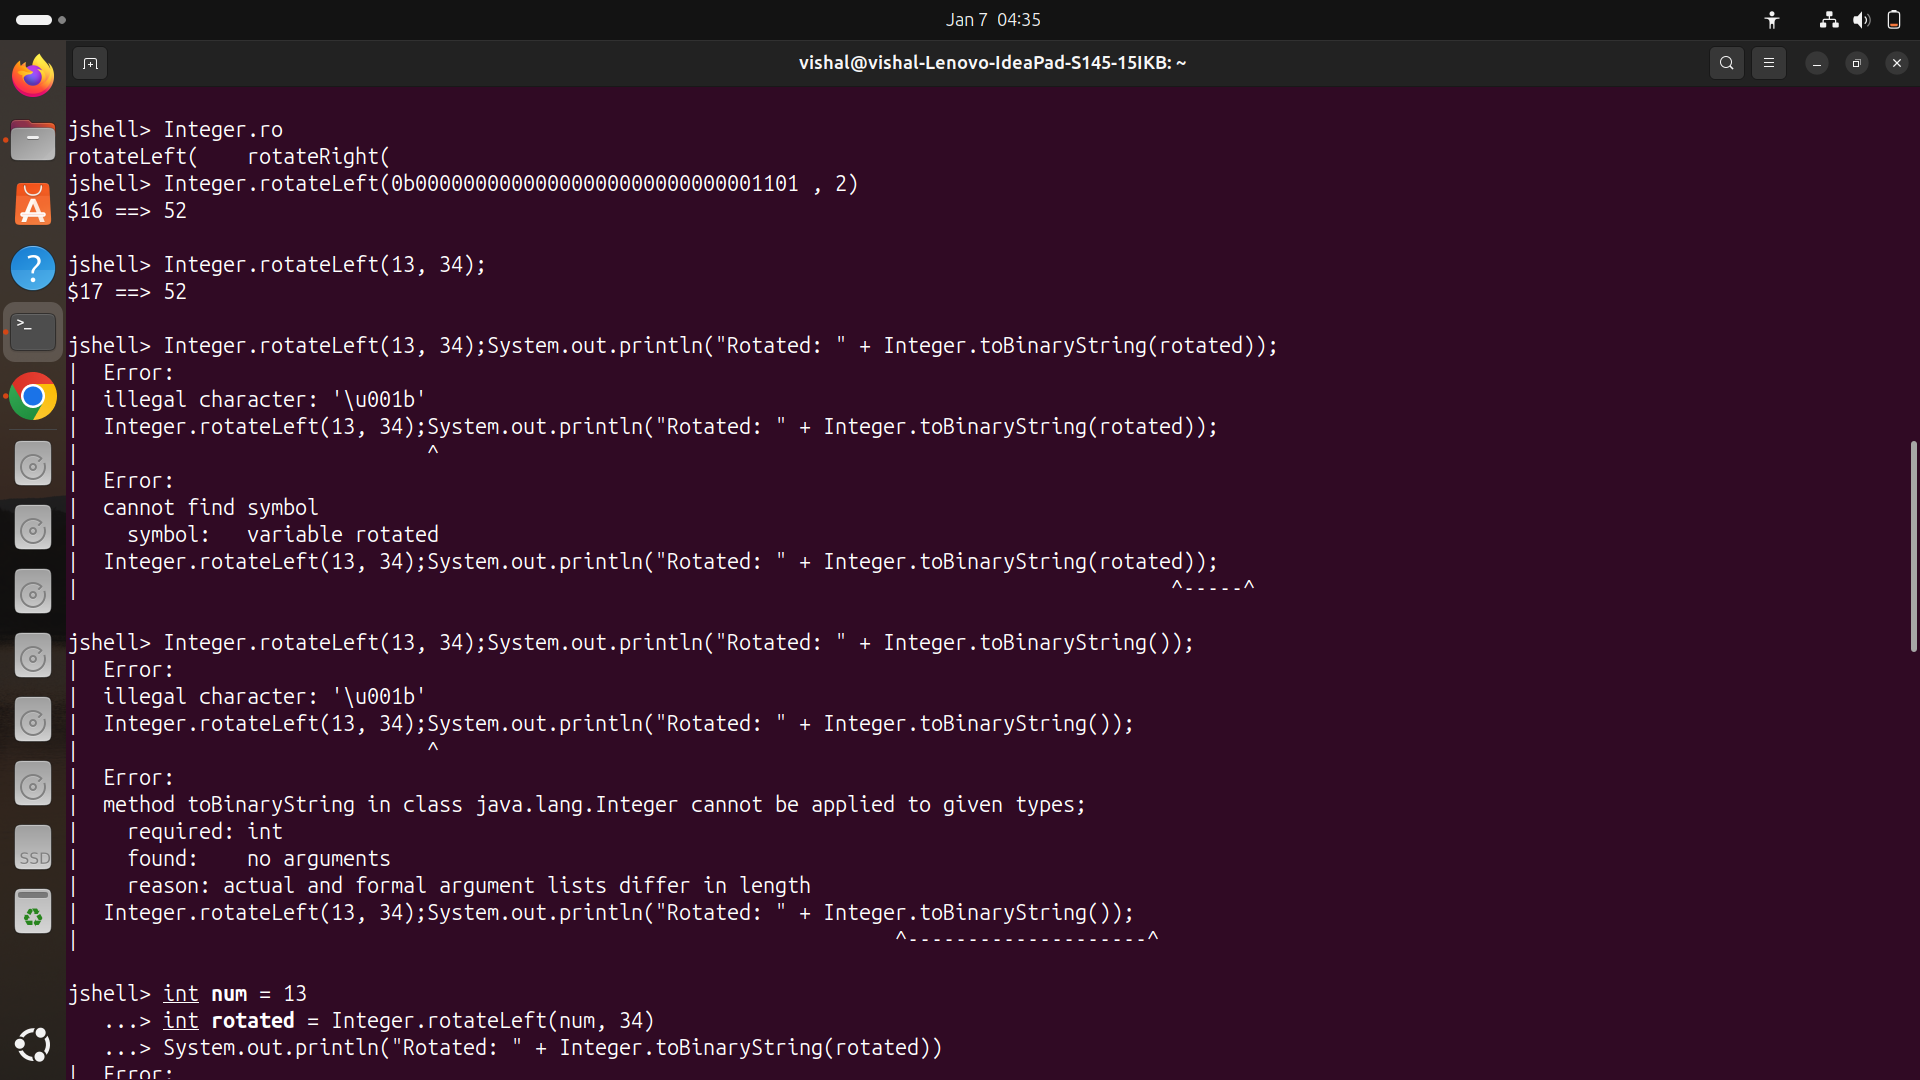 Jan 7 04:35
vishal@vishal-Lenovo-IdeaPad-S145-15IKB: ~
jshell> Integer.ro
rotateLeft(    rotateRight(
jshell> Integer.rotateLeft(0b00000000000000000000000000001101 , 2)
$16 ==> 52
jshell> Integer.rotateLeft(13, 34);
$17 ==> 52
jshell> Integer.rotateLeft(13, 34);System.out.println("Rotated: " + Integer.toBinaryString(rotated));
|  Error:
|  illegal character: '\u001b'
|  Integer.rotateLeft(13, 34);System.out.println("Rotated: " + Integer.toBinaryString(rotated));
|                             ^
|  Error:
|  cannot find symbol
|    symbol:   variable rotated
|  Integer.rotateLeft(13, 34);System.out.println("Rotated: " + Integer.toBinaryString(rotated));
|                                                                                           ^-----^
jshell> Integer.rotateLeft(13, 34);System.out.println("Rotated: " + Integer.toBinaryString());
|  Error:
|  illegal character: '\u001b'
|  Integer.rotateLeft(13, 34);System.out.println("Rotated: " + Integer.toBinaryString());
|                             ^
|  Error:
|  method toBinaryString in class java.lang.Integer cannot be applied to given types;
|    required: int
|    found:    no arguments
|    reason: actual and formal argument lists differ in length
|  Integer.rotateLeft(13, 34);System.out.println("Rotated: " + Integer.toBinaryString());
|                                                                    ^--------------------^
jshell> int num = 13
   ...> int rotated = Integer.rotateLeft(num, 34)
   ...> System.out.println("Rotated: " + Integer.toBinaryString(rotated))
|  Error:
SSD